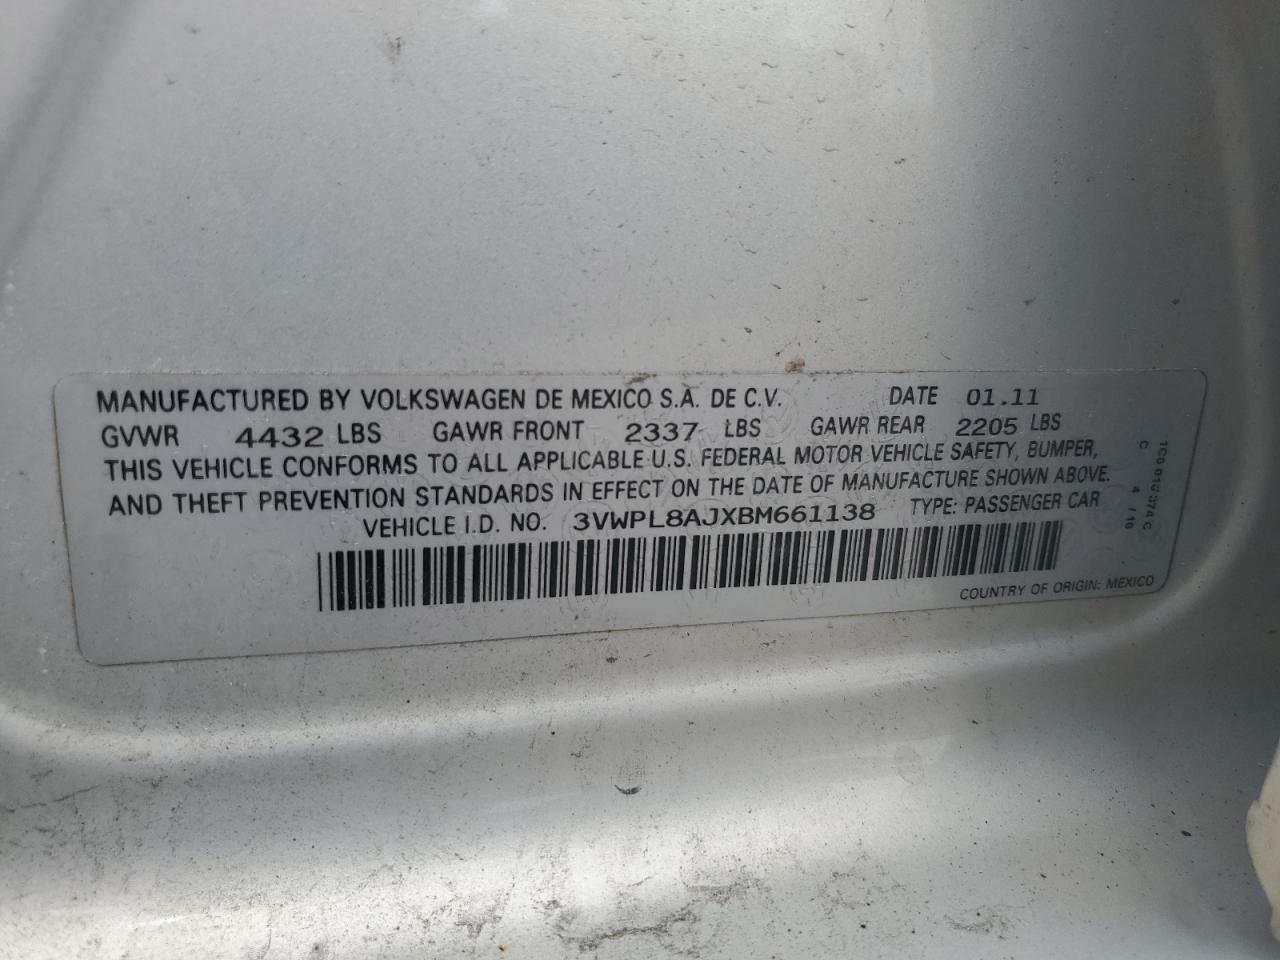 MANUFACTURED BY VOLKSWAGEN DE MEXICO S.A. DE C.V. DATE 01.11
GVWR 4432 LBS GAWR FRONT 2337 LBS GAWR REAR 2205 LBS
THIS VEHICLE CONFORMS TO ALL APPLICABLE U.S. FEDERAL MOTOR VEHICLE SAFETY, BUMPER,
AND THEFT PREVENTION STANDARDS IN EFFECT ON THE DATE OF MANUFACTURE SHOWN ABOVE.
VEHICLE I.D. NO. 3VWPL8AJXBM661138 TYPE: PASSENGER CAR
COUNTRY OF ORIGIN: MEXICO
C 4/10